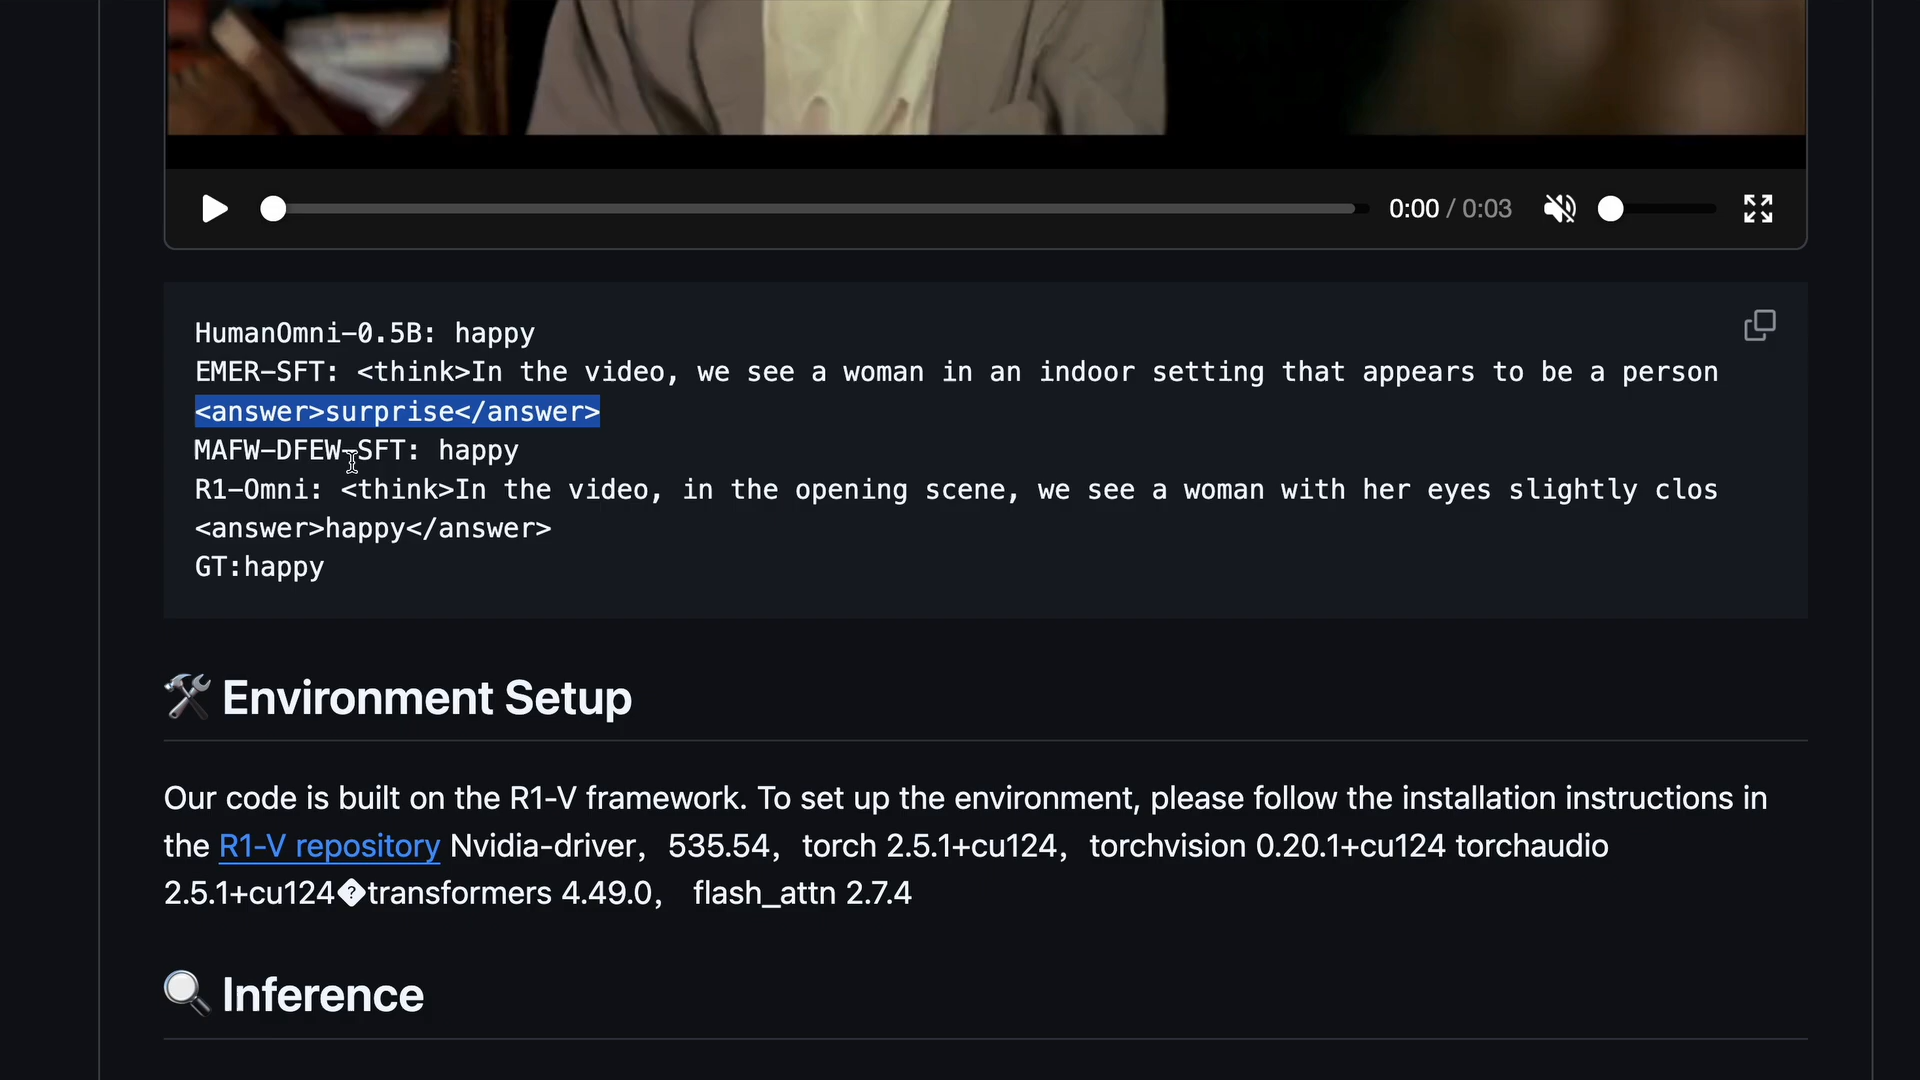 0:00 / 0:03
HumanOmni-0.5B: happy
EMER-SFT: <think>In the video, we see a woman in an indoor setting that appears to be a person
<answer>surprise</answer>
MAFW-DFEW-SFT: happy
R1-Omni: <think>In the video, in the opening scene, we see a woman with her eyes slightly clos
<answer>happy</answer>
GT:happy
🛠 Environment Setup
Our code is built on the R1-V framework. To set up the environment, please follow the installation instructions in
the R1-V repository Nvidia-driver，535.54，torch 2.5.1+cu124，torchvision 0.20.1+cu124 torchaudio
2.5.1+cu124�transformers 4.49.0， flash_attn 2.7.4
🔍 Inference